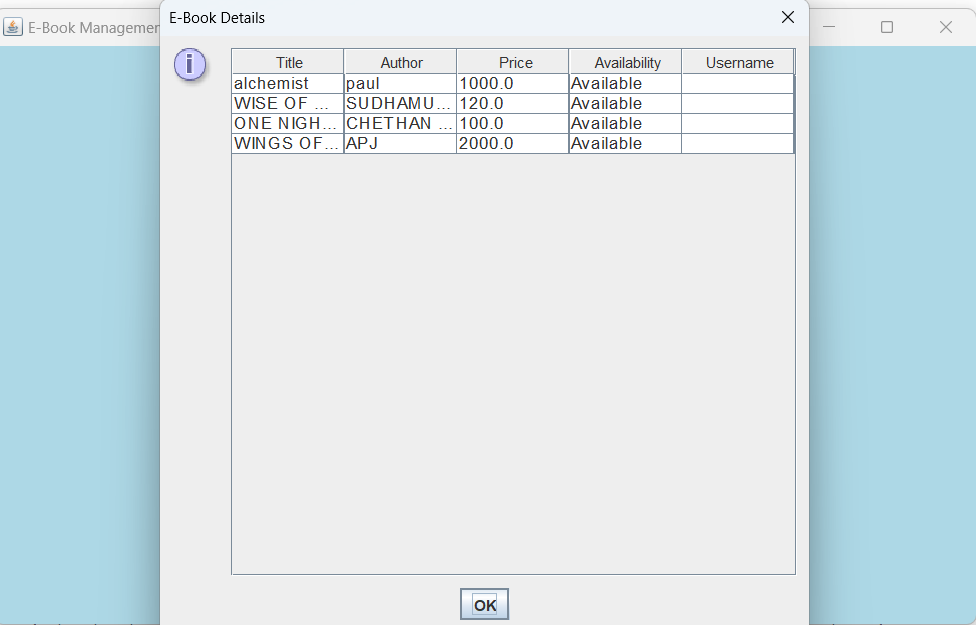 E-Book Details
E-Book Managemer
Title Author Price Availability Username
alchemist paul 1000.0 Available
WISE OF ... SUDHAMU... 120.0 Available
ONE NIGH... CHETHAN ... 100.0 Available
WINGS OF... APJ 2000.0 Available
OK